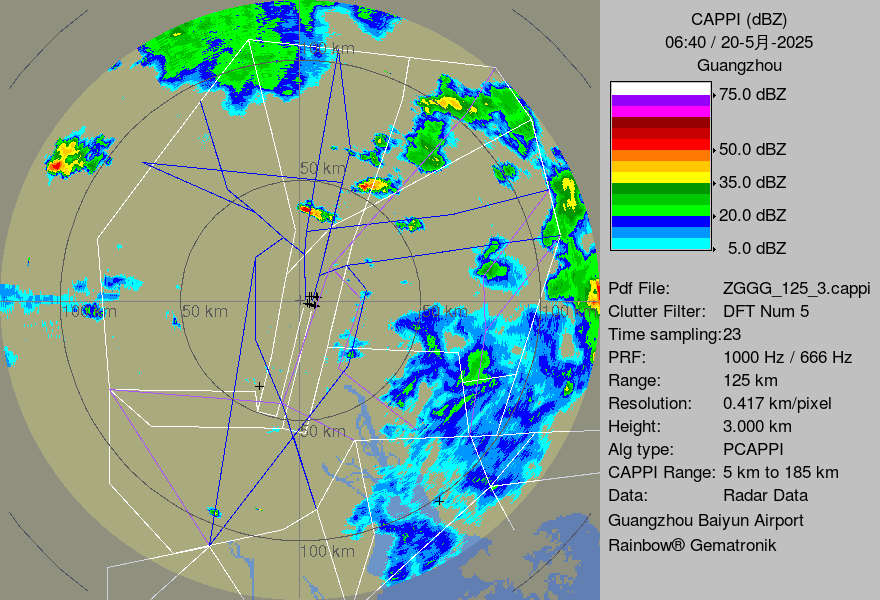 CAPPI (dBZ)
06:40 / 20-5月-2025
Guangzhou
75.0 dBZ
50.0 dBZ
35.0 dBZ
20.0 dBZ
5.0 dBZ
Pdf File: ZGGG_125_3.cappi
Clutter Filter: DFT Num 5
Time sampling:23
PRF: 1000 Hz / 666 Hz
Range: 125 km
Resolution: 0.417 km/pixel
Height: 3.000 km
Alg type: PCAPPI
CAPPI Range: 5 km to 185 km
Data: Radar Data
Guangzhou Baiyun Airport
Rainbow® Gematronik
100 km
50 km
100 km
50 km
50 km
100 km
50 km
100 km